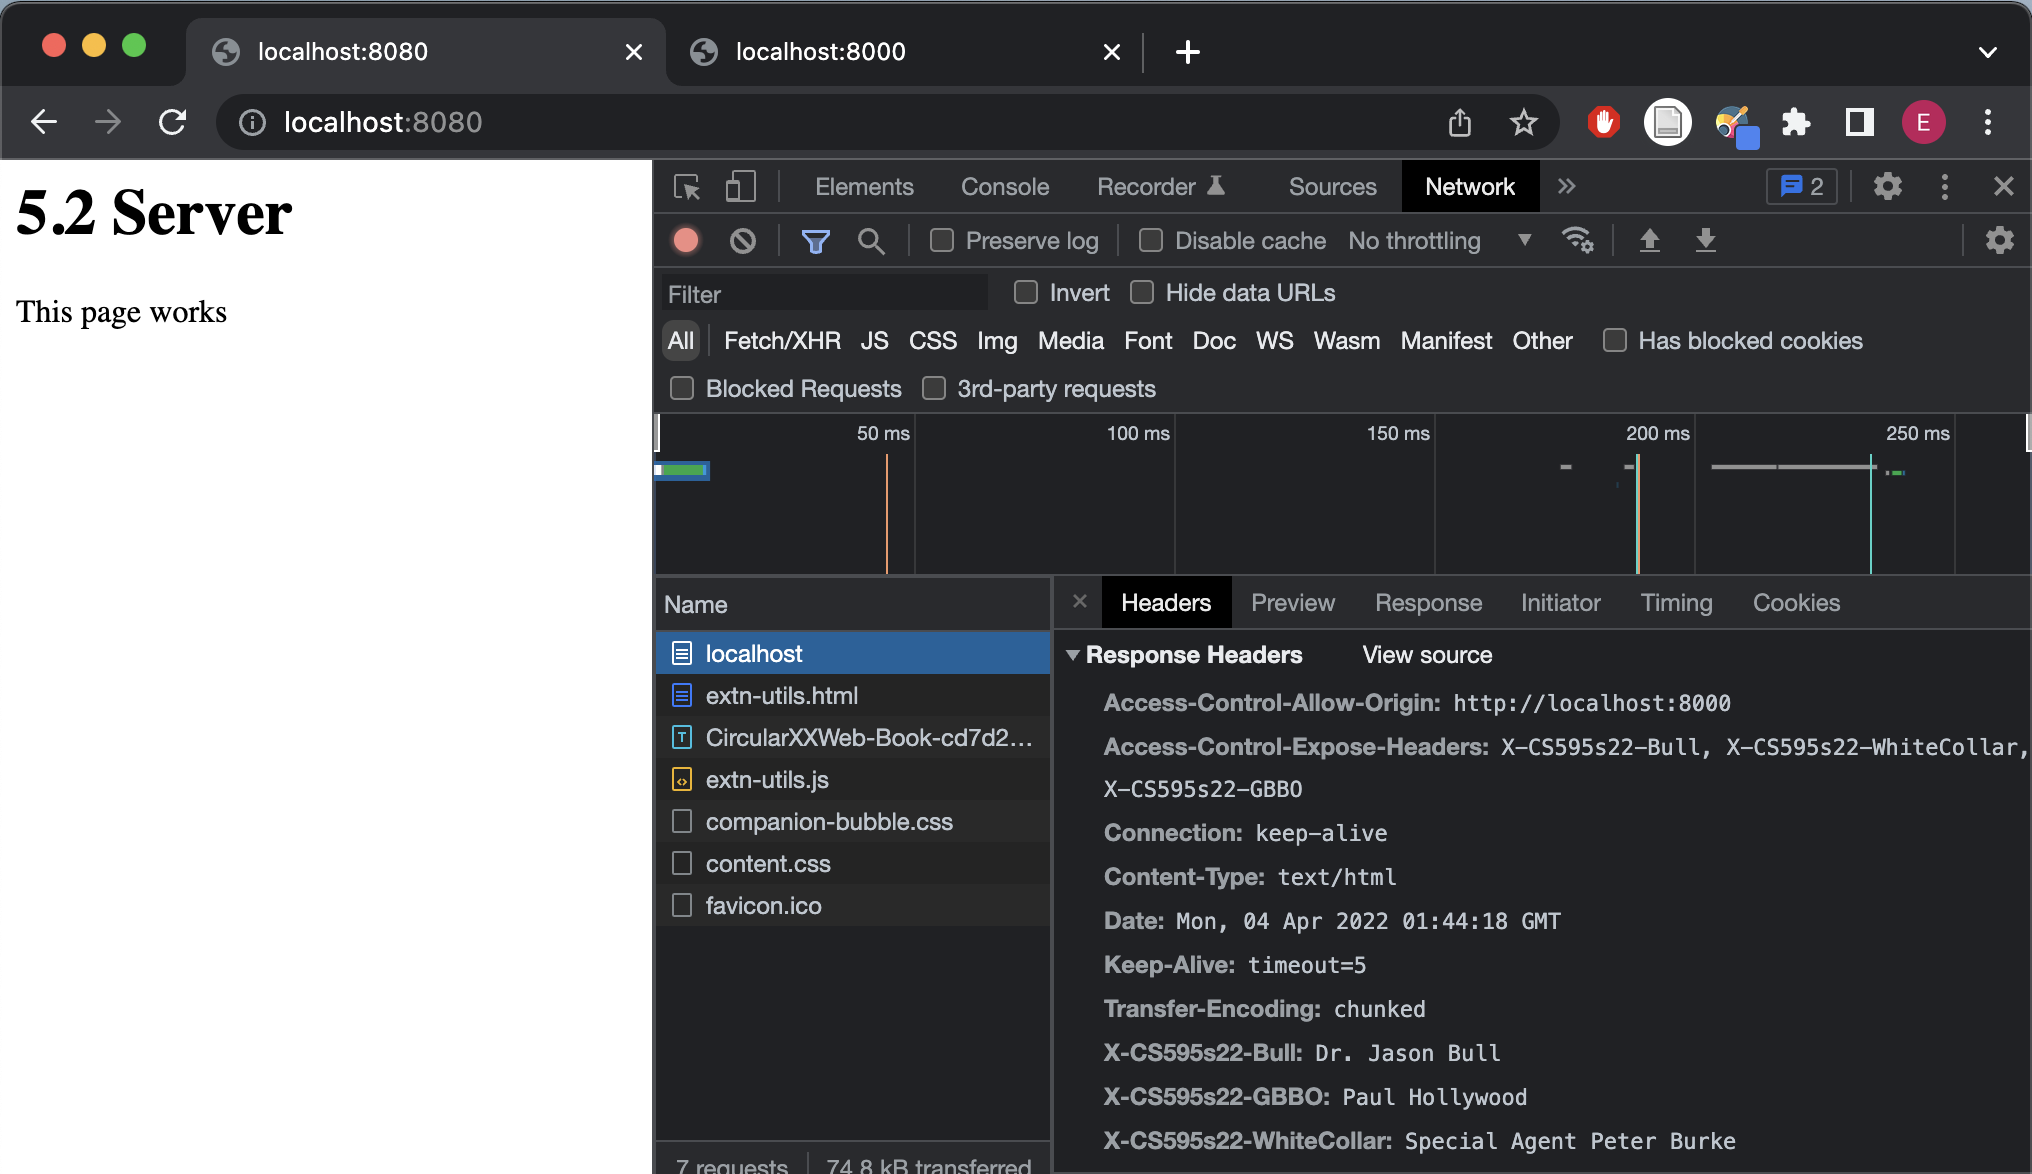 localhost:8080
localhost:8000
localhost:8080
E
5.2 Server
This page works
Elements Console Recorder Sources Network 2
Preserve log Disable cache No throttling
Filter Invert Hide data URLs
All Fetch/XHR JS CSS Img Media Font Doc WS Wasm Manifest Other Has blocked cookies
Blocked Requests 3rd-party requests
50 ms 100 ms 150 ms 200 ms 250 ms
Name
localhost
extn-utils.html
CircularXXWeb-Book-cd7d2...
extn-utils.js
companion-bubble.css
content.css
favicon.ico
7 requests 74.8 kB transferred
Headers Preview Response Initiator Timing Cookies
Response Headers View source
Access-Control-Allow-Origin: http://localhost:8000
Access-Control-Expose-Headers: X-CS595s22-Bull, X-CS595s22-WhiteCollar,
X-CS595s22-GBBO
Connection: keep-alive
Content-Type: text/html
Date: Mon, 04 Apr 2022 01:44:18 GMT
Keep-Alive: timeout=5
Transfer-Encoding: chunked
X-CS595s22-Bull: Dr. Jason Bull
X-CS595s22-GBBO: Paul Hollywood
X-CS595s22-WhiteCollar: Special Agent Peter Burke